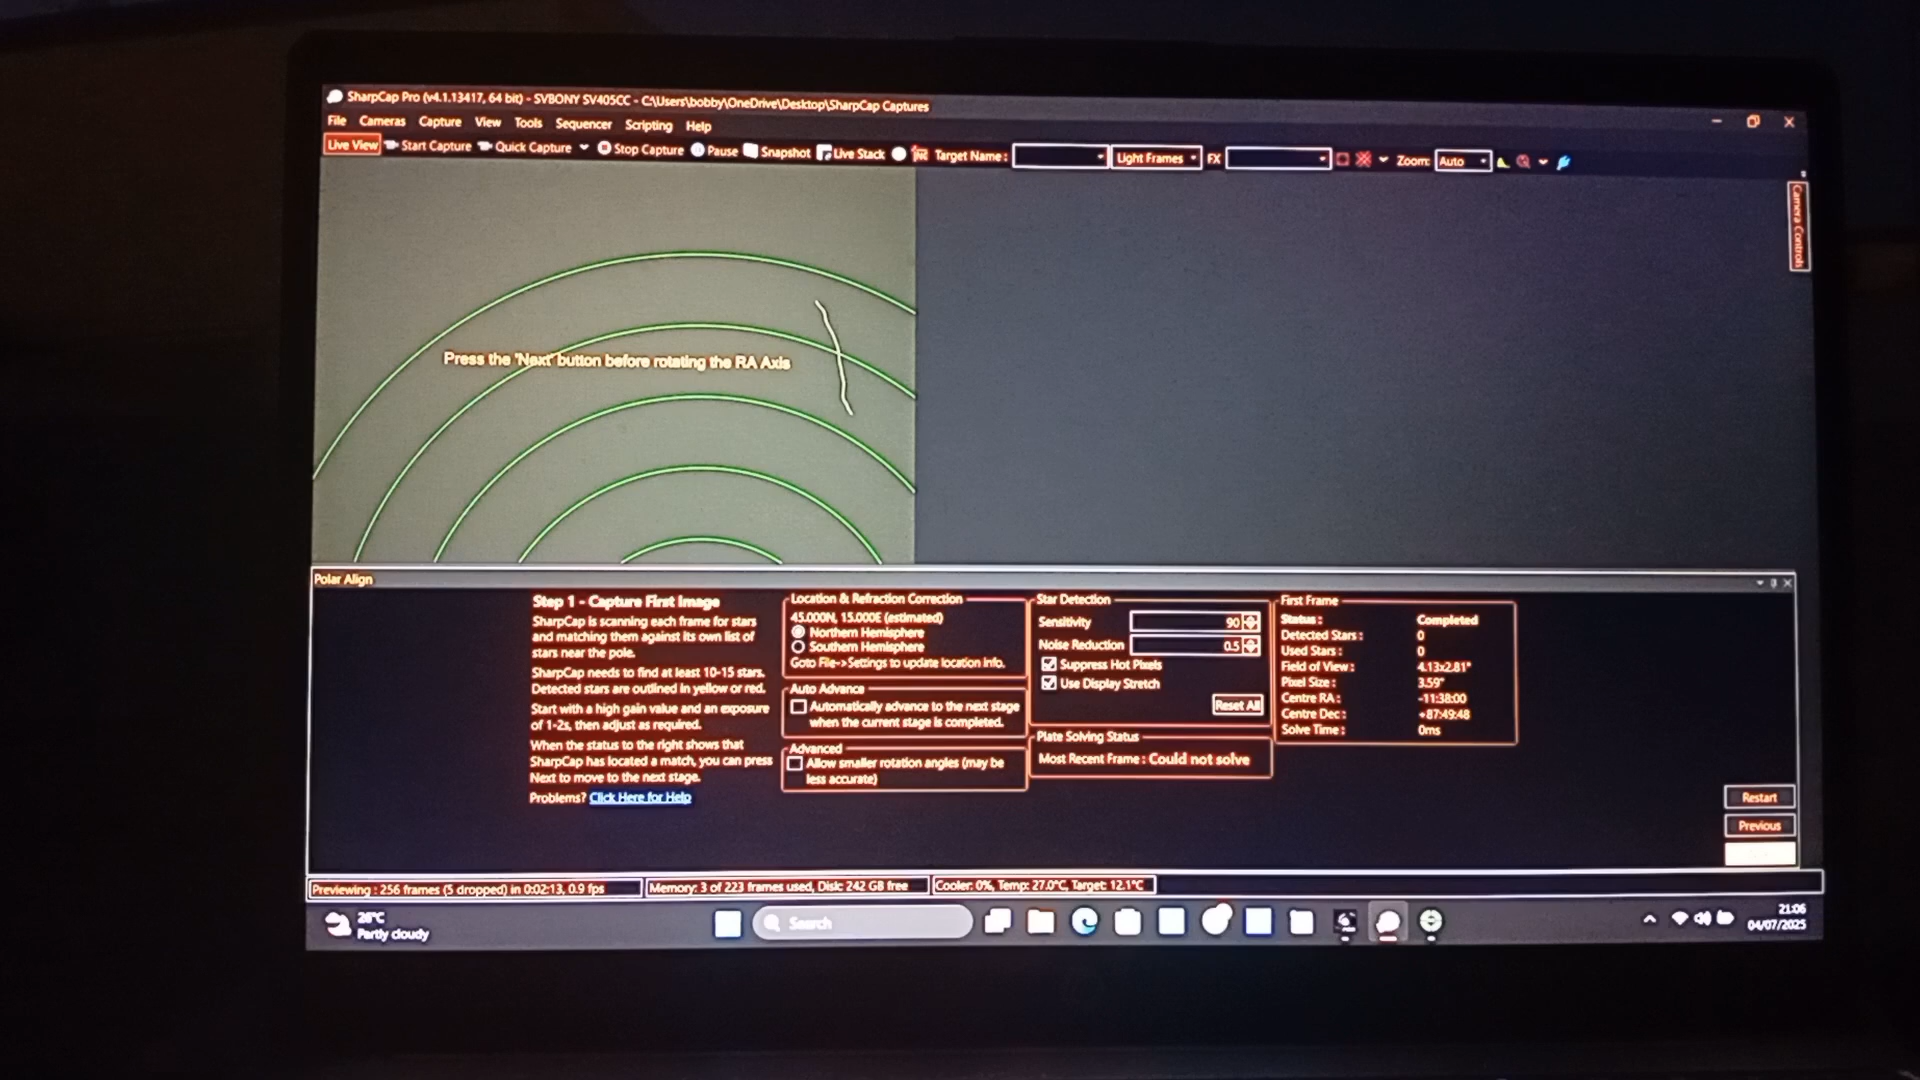 SharpCap Pro (v4.1.13417, 64 bit) - SVBONY SV405CC - C:\Users\bobby\OneDrive\Desktop\SharpCap Captures
File Cameras Capture View Tools Sequencer Scripting Help
Live View Start Capture Quick Capture Stop Capture Pause Snapshot Live Stack Target Name : Light Frames FX Zoom: Auto
Camera Controls
Press the 'Next' button before rotating the RA Axis
Polar Align
Step 1 - Capture First Image
SharpCap is scanning each frame for stars
and matching them against its own list of
stars near the pole.
SharpCap needs to find at least 10-15 stars.
Detected stars are outlined in yellow or red.
Start with a high gain value and an exposure
of 1-2s, then adjust as required.
When the status to the right shows that
SharpCap has located a match, you can press
Next to move to the next stage.
Problems? Click Here for Help
Location & Refraction Correction
45.000N, 15.000E (estimated)
Northern Hemisphere
Southern Hemisphere
Goto File->Settings to update location info.
Auto Advance
Automatically advance to the next stage
when the current stage is completed.
Advanced
Allow smaller rotation angles (may be
less accurate)
Star Detection
Sensitivity 90
Noise Reduction 0.5
Suppress Hot Pixels
Use Display Stretch
Reset All
Plate Solving Status
Most Recent Frame : Could not solve
First Frame
Status : Completed
Detected Stars : 0
Used Stars : 0
Field of View : 4.13x2.81°
Pixel Size : 3.59"
Centre RA : -11:38:00
Centre Dec : +87:49:48
Solve Time : 0ms
Restart
Previous
Previewing : 256 frames (5 dropped) in 0:02:13, 0.9 fps
Memory: 3 of 223 frames used, Disk: 242 GB free
Cooler: 0%, Temp: 27.0°C, Target: 12.1°C
26°C
Partly cloudy
Search
21:06
04/07/2025